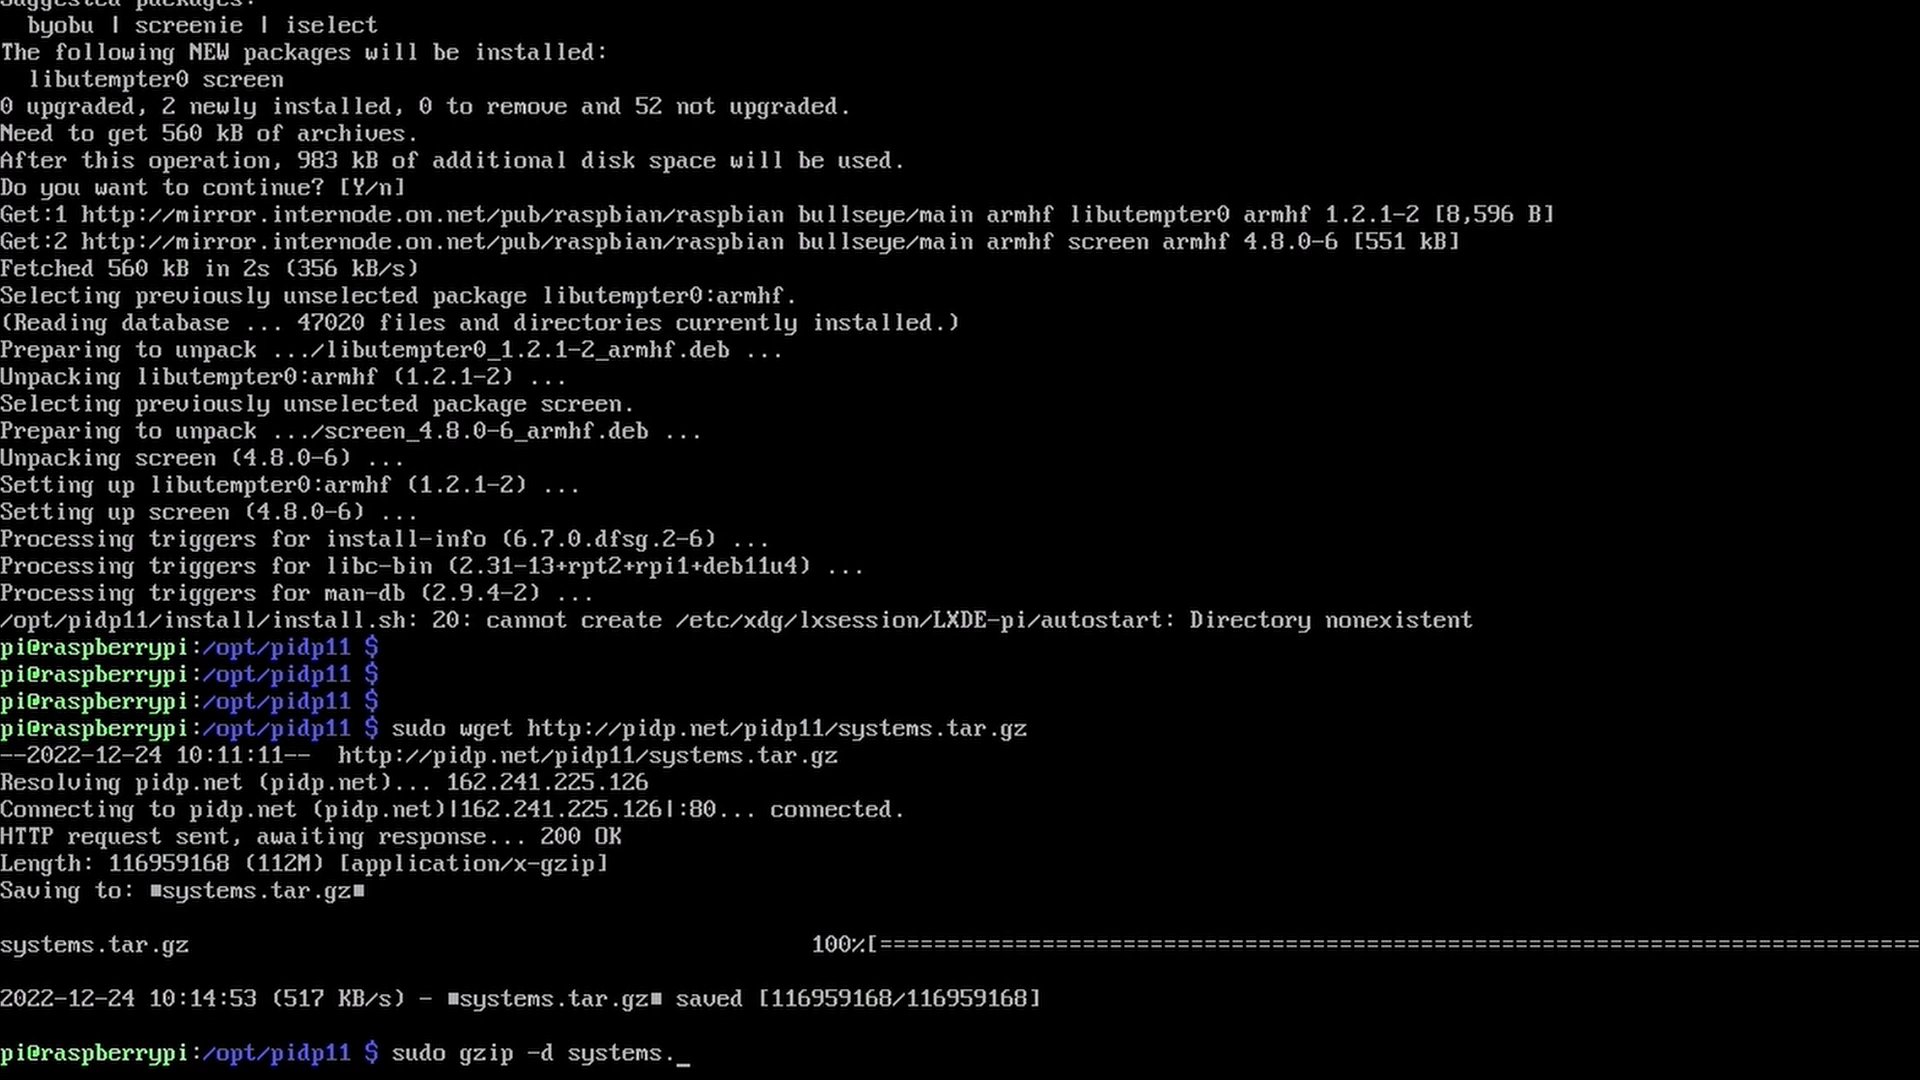 Suggested packages:
byobu | screenie | iselect
The following NEW packages will be installed:
libutempter0 screen
0 upgraded, 2 newly installed, 0 to remove and 52 not upgraded.
Need to get 560 kB of archives.
After this operation, 983 kB of additional disk space will be used.
Do you want to continue? [Y/n]
Get:1 http://mirror.internode.on.net/pub/raspbian/raspbian bullseye/main armhf libutempter0 armhf 1.2.1-2 [8,596 B]
Get:2 http://mirror.internode.on.net/pub/raspbian/raspbian bullseye/main armhf screen armhf 4.8.0-6 [551 kB]
Fetched 560 kB in 2s (356 kB/s)
Selecting previously unselected package libutempter0:armhf.
(Reading database ... 47020 files and directories currently installed.)
Preparing to unpack .../libutempter0_1.2.1-2_armhf.deb ...
Unpacking libutempter0:armhf (1.2.1-2) ...
Selecting previously unselected package screen.
Preparing to unpack .../screen_4.8.0-6_armhf.deb ...
Unpacking screen (4.8.0-6) ...
Setting up libutempter0:armhf (1.2.1-2) ...
Setting up screen (4.8.0-6) ...
Processing triggers for install-info (6.7.0.dfsg.2-6) ...
Processing triggers for libc-bin (2.31-13+rpt2+rpi1+deb11u4) ...
Processing triggers for man-db (2.9.4-2) ...
/opt/pidp11/install/install.sh: 20: cannot create /etc/xdg/lxsession/LXDE-pi/autostart: Directory nonexistent
pi@raspberrypi:/opt/pidp11 $
pi@raspberrypi:/opt/pidp11 $
pi@raspberrypi:/opt/pidp11 $
pi@raspberrypi:/opt/pidp11 $ sudo wget http://pidp.net/pidp11/systems.tar.gz
--2022-12-24 10:11:11--  http://pidp.net/pidp11/systems.tar.gz
Resolving pidp.net (pidp.net)... 162.241.225.126
Connecting to pidp.net (pidp.net)|162.241.225.126|:80... connected.
HTTP request sent, awaiting response... 200 OK
Length: 116959168 (112M) [application/x-gzip]
Saving to: ■systems.tar.gz■
systems.tar.gz 100%[=============================================================================
2022-12-24 10:14:53 (517 KB/s) - ■systems.tar.gz■ saved [116959168/116959168]
pi@raspberrypi:/opt/pidp11 $ sudo gzip -d systems._